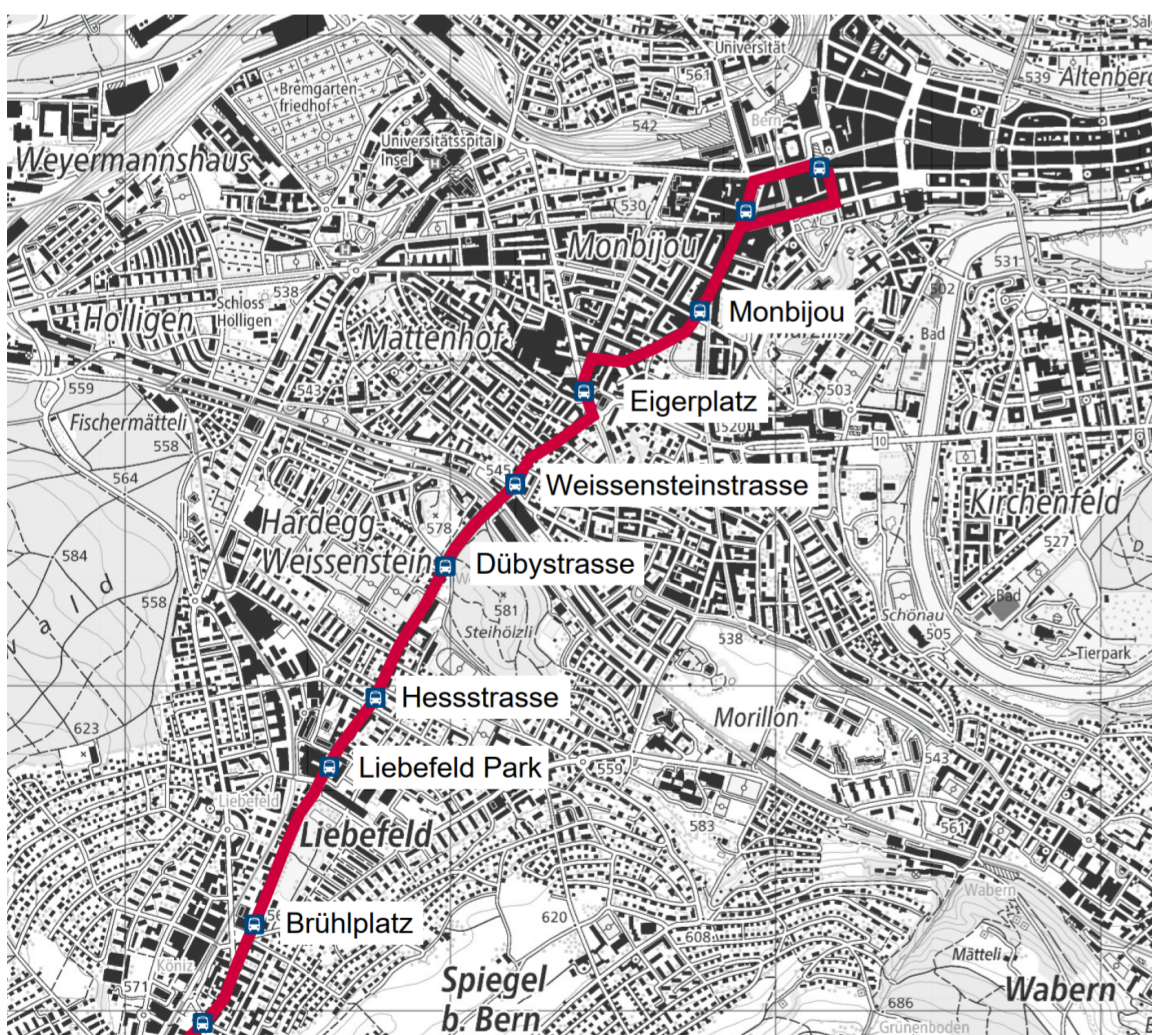 Universität
561
539
Altenberg
Bremgarten-
friedhof
Bern
542
Universitätsspital
Insel
Weyermannshaus
530
Monbijou
531
502
538
Schloss
Holligen
Holligen
Monbijou
Mattenhof
Bad
559
543
503
Fischermätteli
558
Eigerplatz
520
10
564
545
Weissensteinstrasse
Kirchenfeld
578
Hardegg-
Weissenstein
527
584
Dübystrasse
D
558
581
Bad
Steihölzli
Schönau
505
538
Tierpark
Hessstrasse
623
Morillon
Liebefeld Park
559
543
Liebefeld
Liebefeld
583
561
Wabern
Brühlplatz
620
608
Köniz
Mätteli
571
Spiegel
b. Bern
Wabern
686
Grünenboden